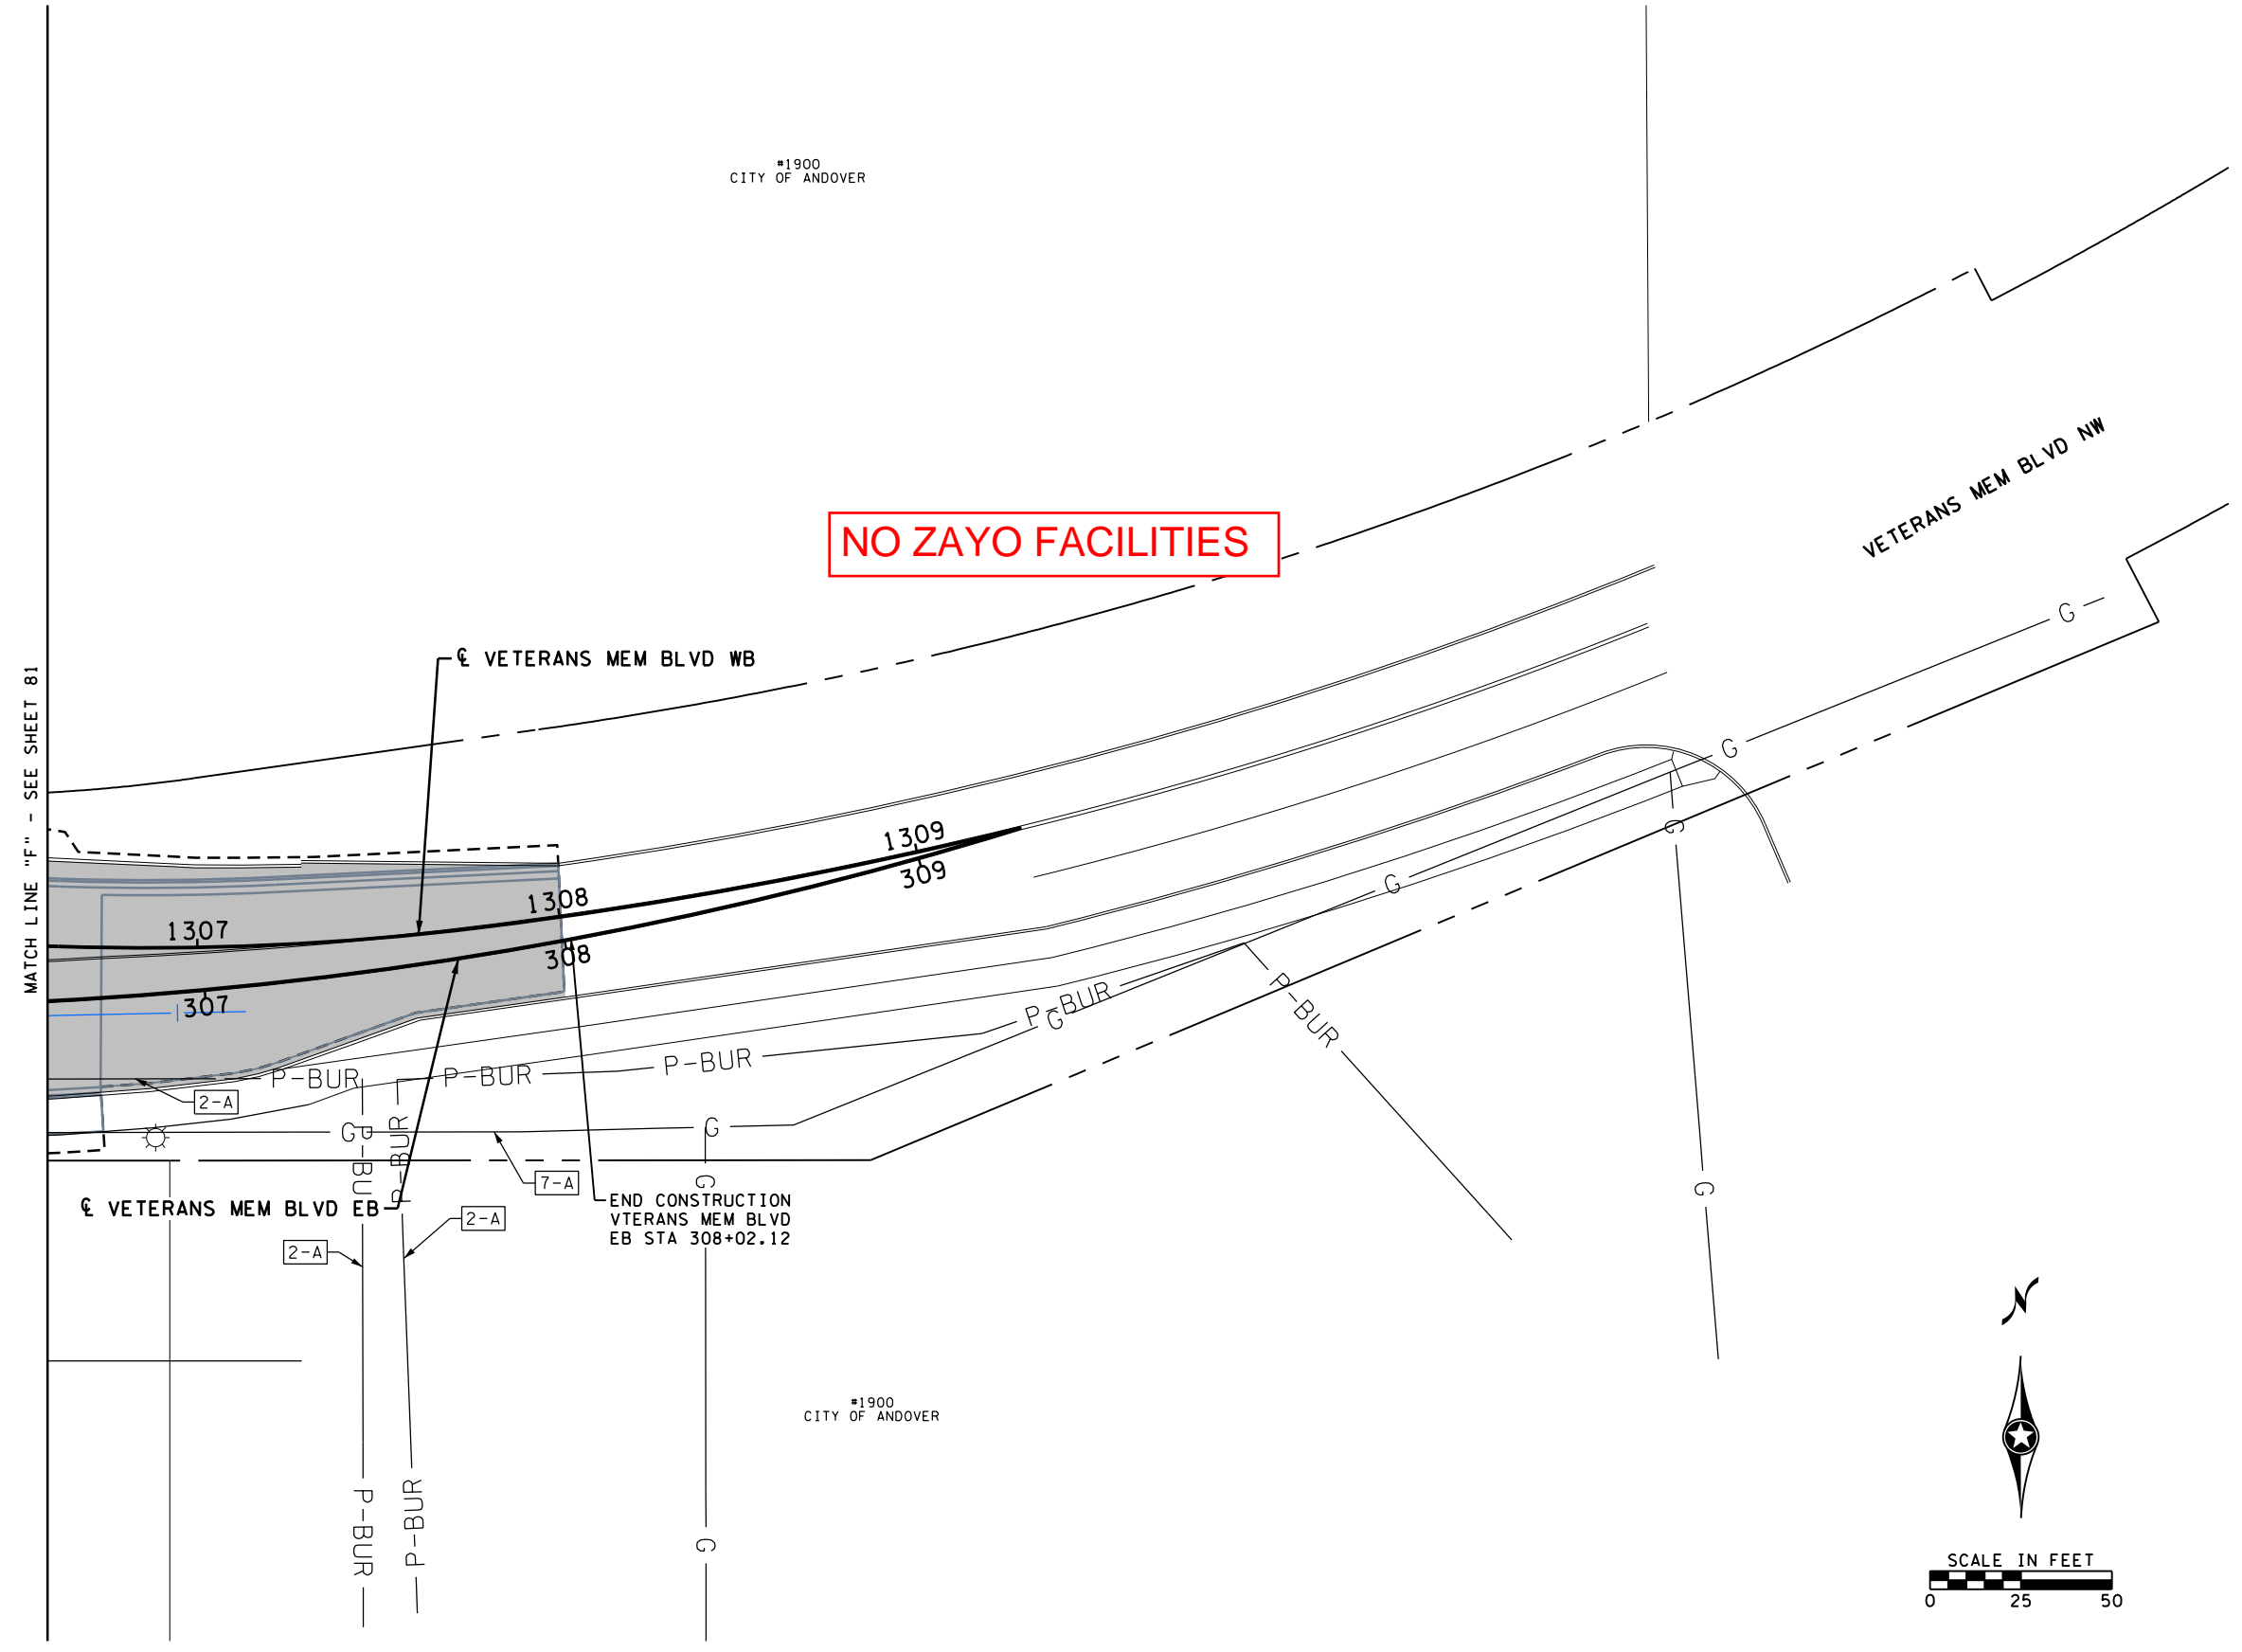 #1900
CITY OF ANDOVER
VETERANS MEM BLVD NW
NO ZAYO FACILITIES
℄ VETERANS MEM BLVD WB
MATCH LINE "F" - SEE SHEET 81
G
G
1309
309
G
G
1308
1307
308
307
P-BUR
G
P-BUR
P-BUR
P-BUR
P-BUR
2-A
G
G
P-BUR
P-BUR
7-A
G
G
℄ VETERANS MEM BLVD EB
END CONSTRUCTION
VTERANS MEM BLVD
EB STA 308+02.12
2-A
2-A
N
#1900
CITY OF ANDOVER
P-BUR
P-BUR
G
SCALE IN FEET
0 25 50